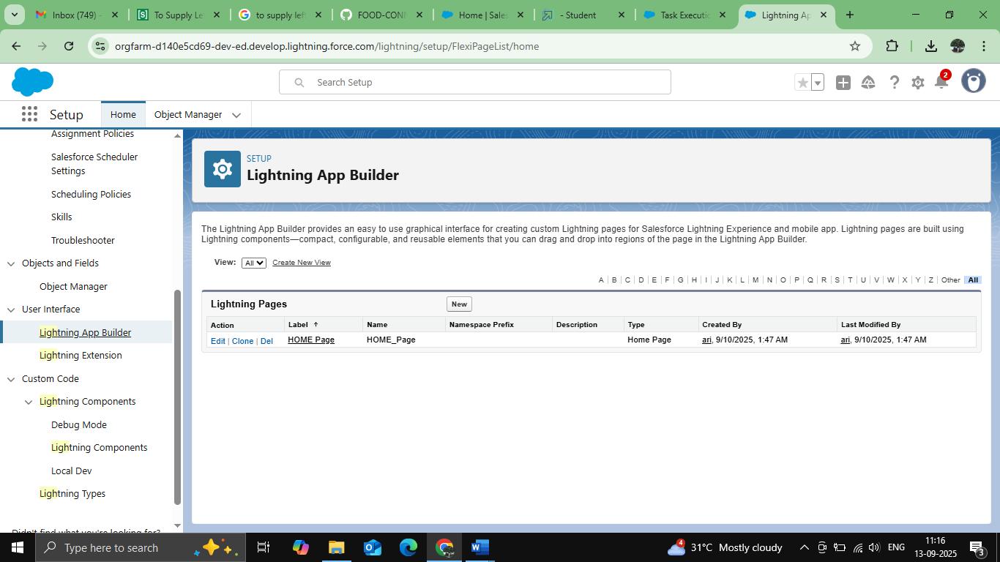 Inbox (749) -
To Supply Le
to supply left
FOOD-CON
Home | Sales
- Student
Task Executio
Lightning Ap
orgfarm-d140e5cd69-dev-ed.develop.lightning.force.com/lightning/setup/FlexiPageList/home
Search Setup
2
Setup
Home
Object Manager
Assignment Policies
Salesforce Scheduler
Settings
Scheduling Policies
Skills
Troubleshooter
Objects and Fields
Object Manager
User Interface
Lightning App Builder
Lightning Extension
Custom Code
Lightning Components
Debug Mode
Lightning Components
Local Dev
Lightning Types
Didn't find what you're looking for?
SETUP
Lightning App Builder
The Lightning App Builder provides an easy to use graphical interface for creating custom Lightning pages for Salesforce Lightning Experience and mobile app. Lightning pages are built using
Lightning components—compact, configurable, and reusable elements that you can drag and drop into regions of the page in the Lightning App Builder.
View: All Create New View
A | B | C | D | E | F | G | H | I | J | K | L | M | N | O | P | Q | R | S | T | U | V | W | X | Y | Z | Other All
Lightning Pages New
Action Label ↑ Name Namespace Prefix Description Type Created By Last Modified By
Edit | Clone | Del HOME Page HOME_Page Home Page ari, 9/10/2025, 1:47 AM ari, 9/10/2025, 1:47 AM
Type here to search
4
31°C Mostly cloudy
ENG
11:16
13-09-2025
3